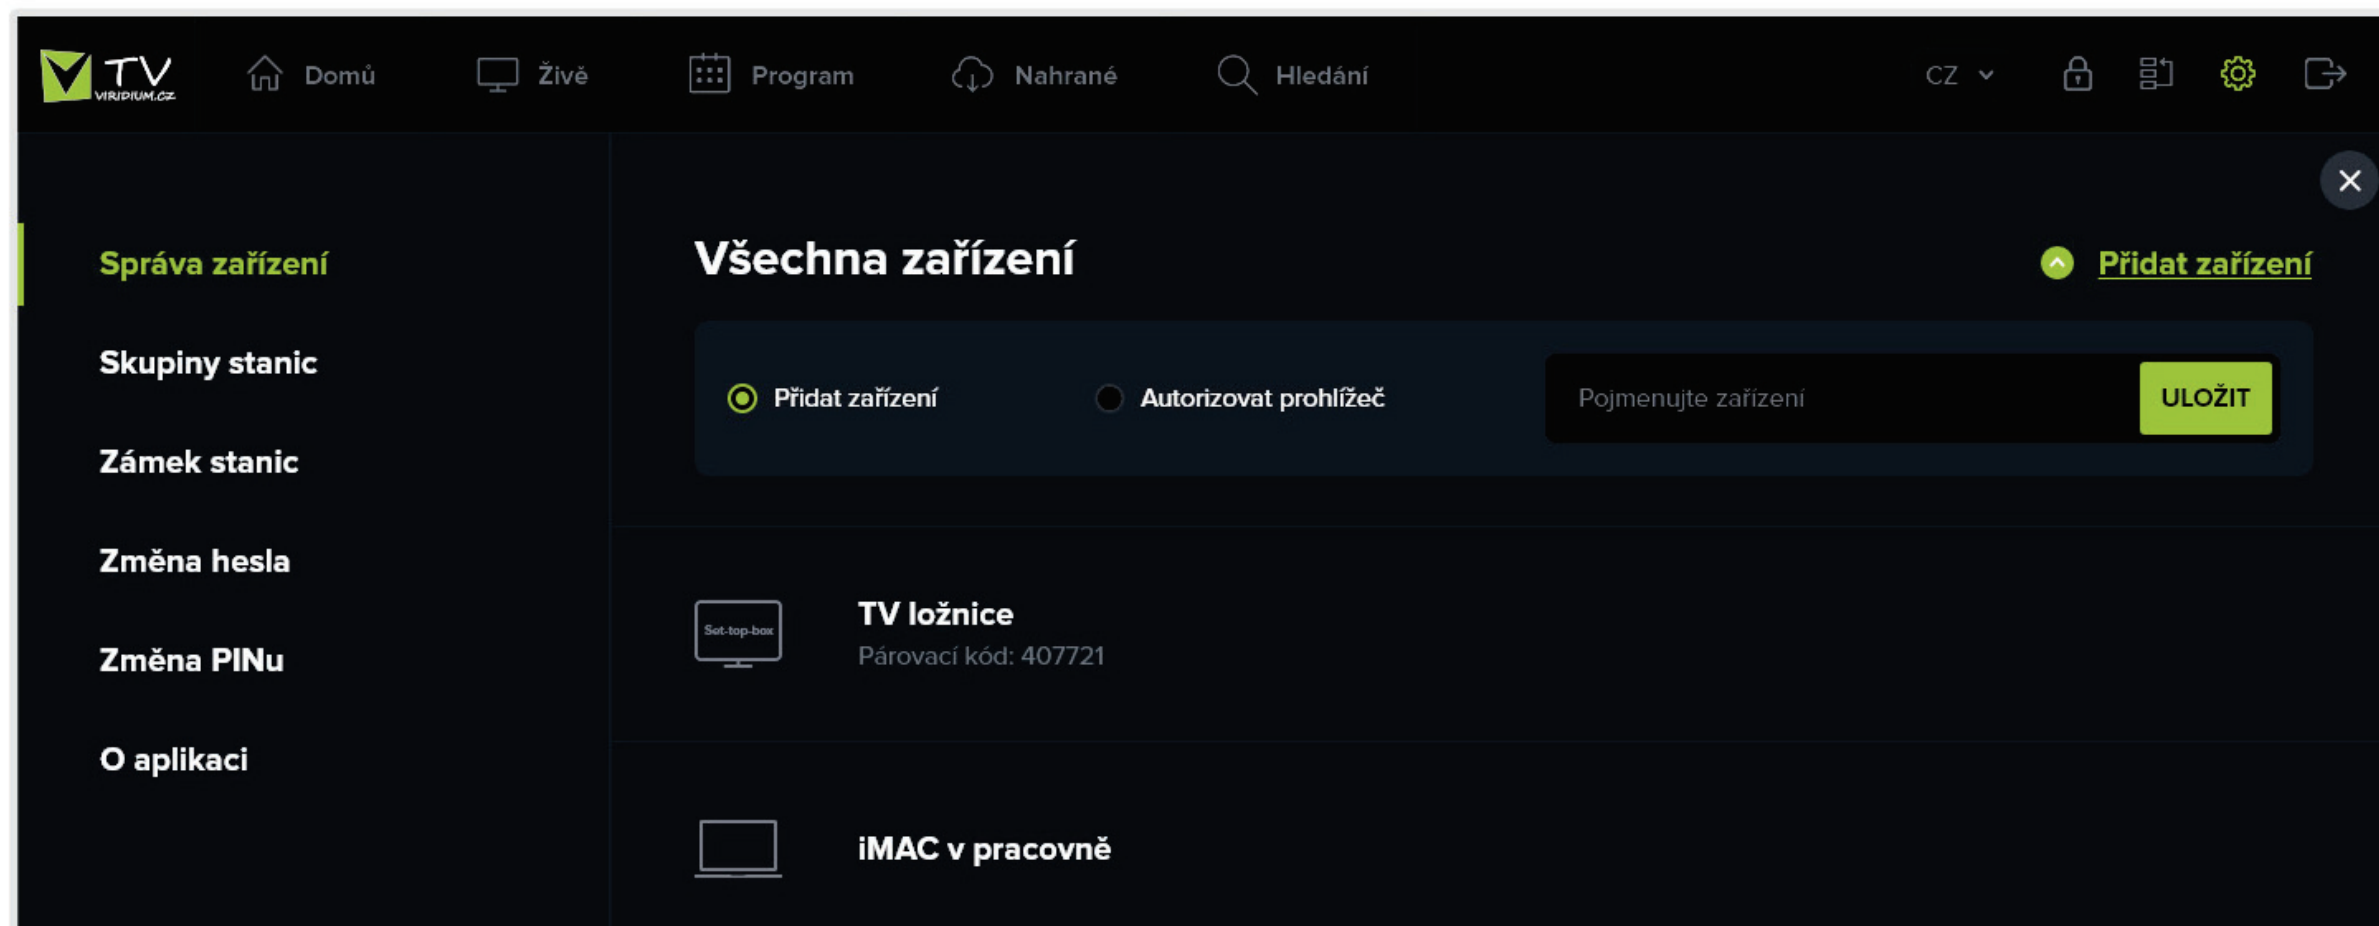 TV
VIRIDIUM.CZ
Domů
Živě
Program
Nahrané
Hledání
CZ
Správa zařízení
Skupiny stanic
Zámek stanic
Změna hesla
Změna PINu
O aplikaci
Všechna zařízení
Přidat zařízení
Přidat zařízení
Autorizovat prohlížeč
Pojmenujte zařízení
ULOŽIT
Set-top-box
TV ložnice
Párovací kód: 407721
iMAC v pracovně